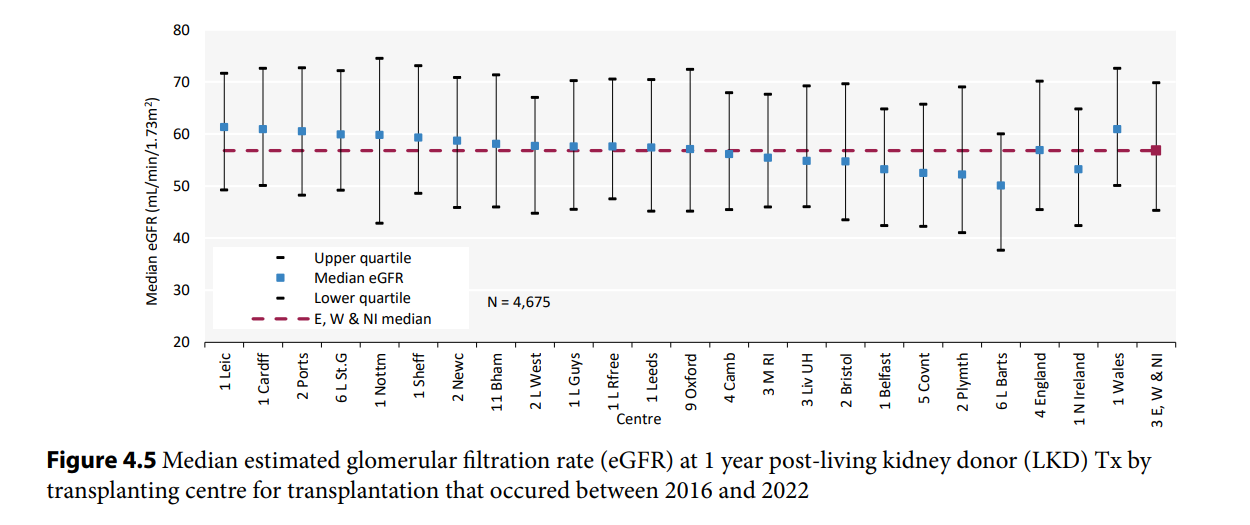 80
70
60
50
40
30
20
Median eGFR (mL/min/1.73m²)
Upper quartile
Median eGFR
Lower quartile
E, W & NI median
N = 4,675
1 Leic
1 Cardff
2 Ports
6 L St.G
1 Nottm
1 Sheff
2 Newc
11 Bham
2 L West
1 L Guys
1 L Rfree
1 Leeds
9 Oxford
4 Camb
3 M RI
3 Liv UH
2 Bristol
1 Belfast
5 Covnt
2 Plymth
6 L Barts
4 England
1 N Ireland
1 Wales
3 E, W & NI
Centre
Figure 4.5 Median estimated glomerular filtration rate (eGFR) at 1 year post-living kidney donor (LKD) Tx by
transplanting centre for transplantation that occured between 2016 and 2022